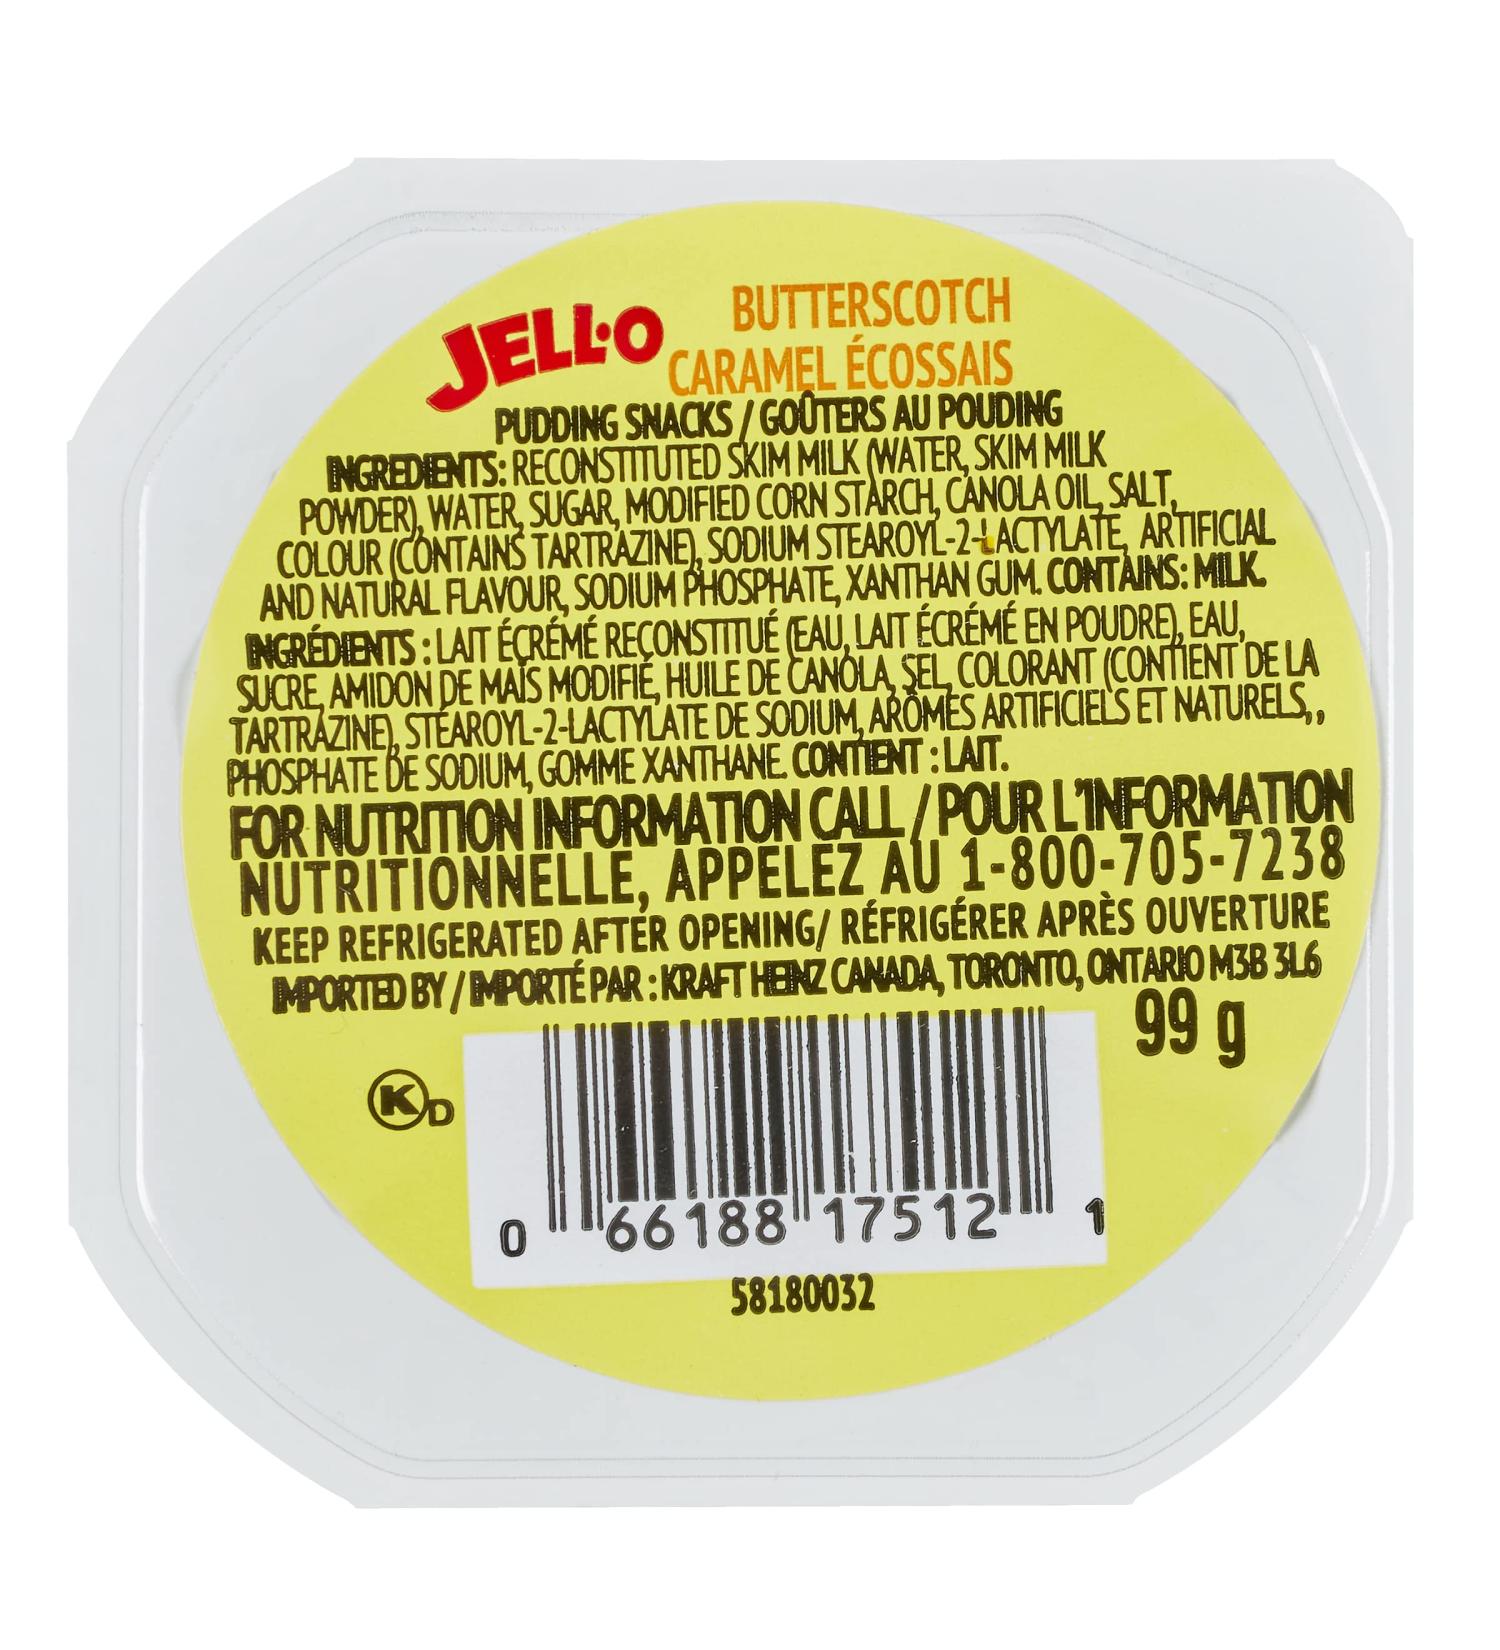 JELL·O
BUTTERSCOTCH
CARAMEL ÉCOSSAIS
PUDDING SNACKS / GOÛTERS AU POUDING
INGREDIENTS: RECONSTITUTED SKIM MILK (WATER, SKIM MILK
POWDER), WATER, SUGAR, MODIFIED CORN STARCH, CANOLA OIL, SALT,
COLOUR (CONTAINS TARTRAZINE), SODIUM STEAROYL-2-LACTYLATE, ARTIFICIAL
AND NATURAL FLAVOUR, SODIUM PHOSPHATE, XANTHAN GUM. CONTAINS: MILK.
INGRÉDIENTS : LAIT ÉCRÉMÉ RECONSTITUÉ (EAU, LAIT ÉCRÉMÉ EN POUDRE), EAU,
SUCRE, AMIDON DE MAÏS MODIFIÉ, HUILE DE CANOLA, SEL, COLORANT (CONTIENT DE LA
TARTRAZINE), STÉAROYL-2-LACTYLATE DE SODIUM, ARÔMES ARTIFICIELS ET NATURELS, ,
PHOSPHATE DE SODIUM, GOMME XANTHANE. CONTIENT : LAIT.
FOR NUTRITION INFORMATION CALL / POUR L'INFORMATION
NUTRITIONNELLE, APPELEZ AU 1-800-705-7238
KEEP REFRIGERATED AFTER OPENING/ RÉFRIGÉRER APRÈS OUVERTURE
IMPORTED BY / IMPORTÉ PAR : KRAFT HEINZ CANADA, TORONTO, ONTARIO M3B 3L6
99 g
K D
0 66188 17512 1
58180032